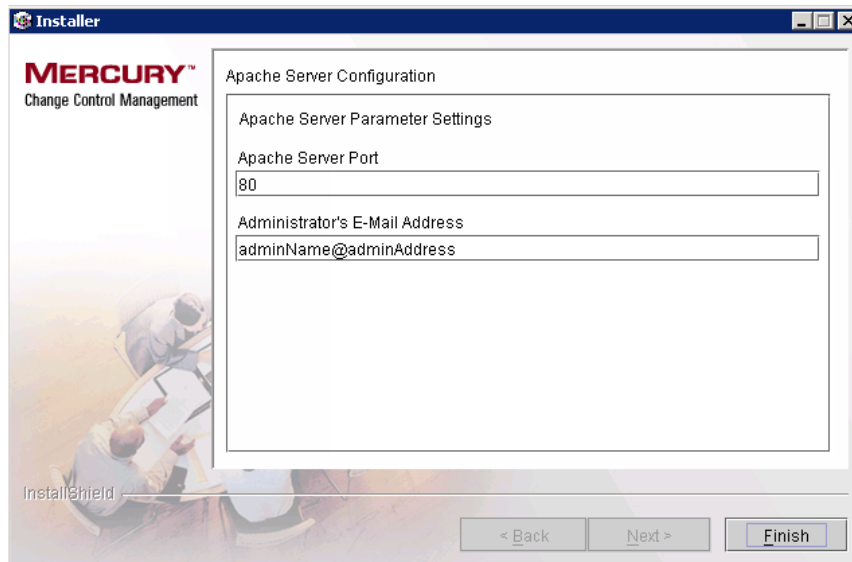 Installer
MERCURY™
Change Control Management
Apache Server Configuration
Apache Server Parameter Settings
Apache Server Port
80
Administrator's E-Mail Address
adminName@adminAddress
InstallShield
< Back
Next >
Finish